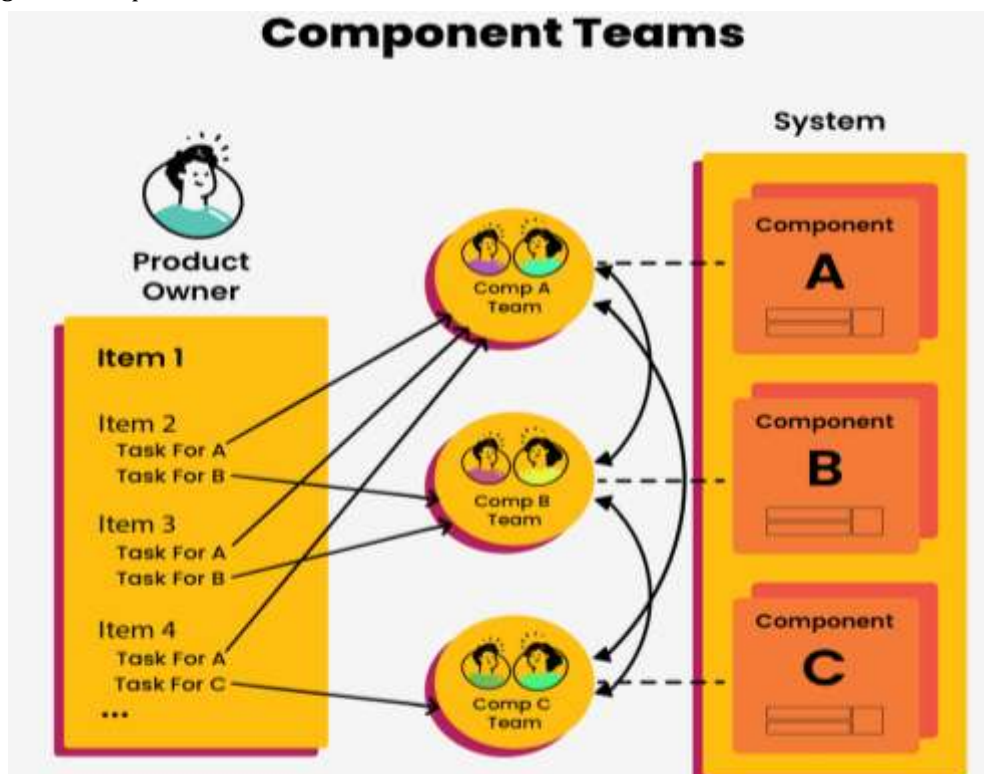 Component Teams
System
Product
Owner
Item 1
Item 2
Task For A
Task For B
Item 3
Task For A
Task For B
Item 4
Task For A
Task For C
...
Comp A
Team
Comp B
Team
Comp C
Team
Component
A
Component
B
Component
C